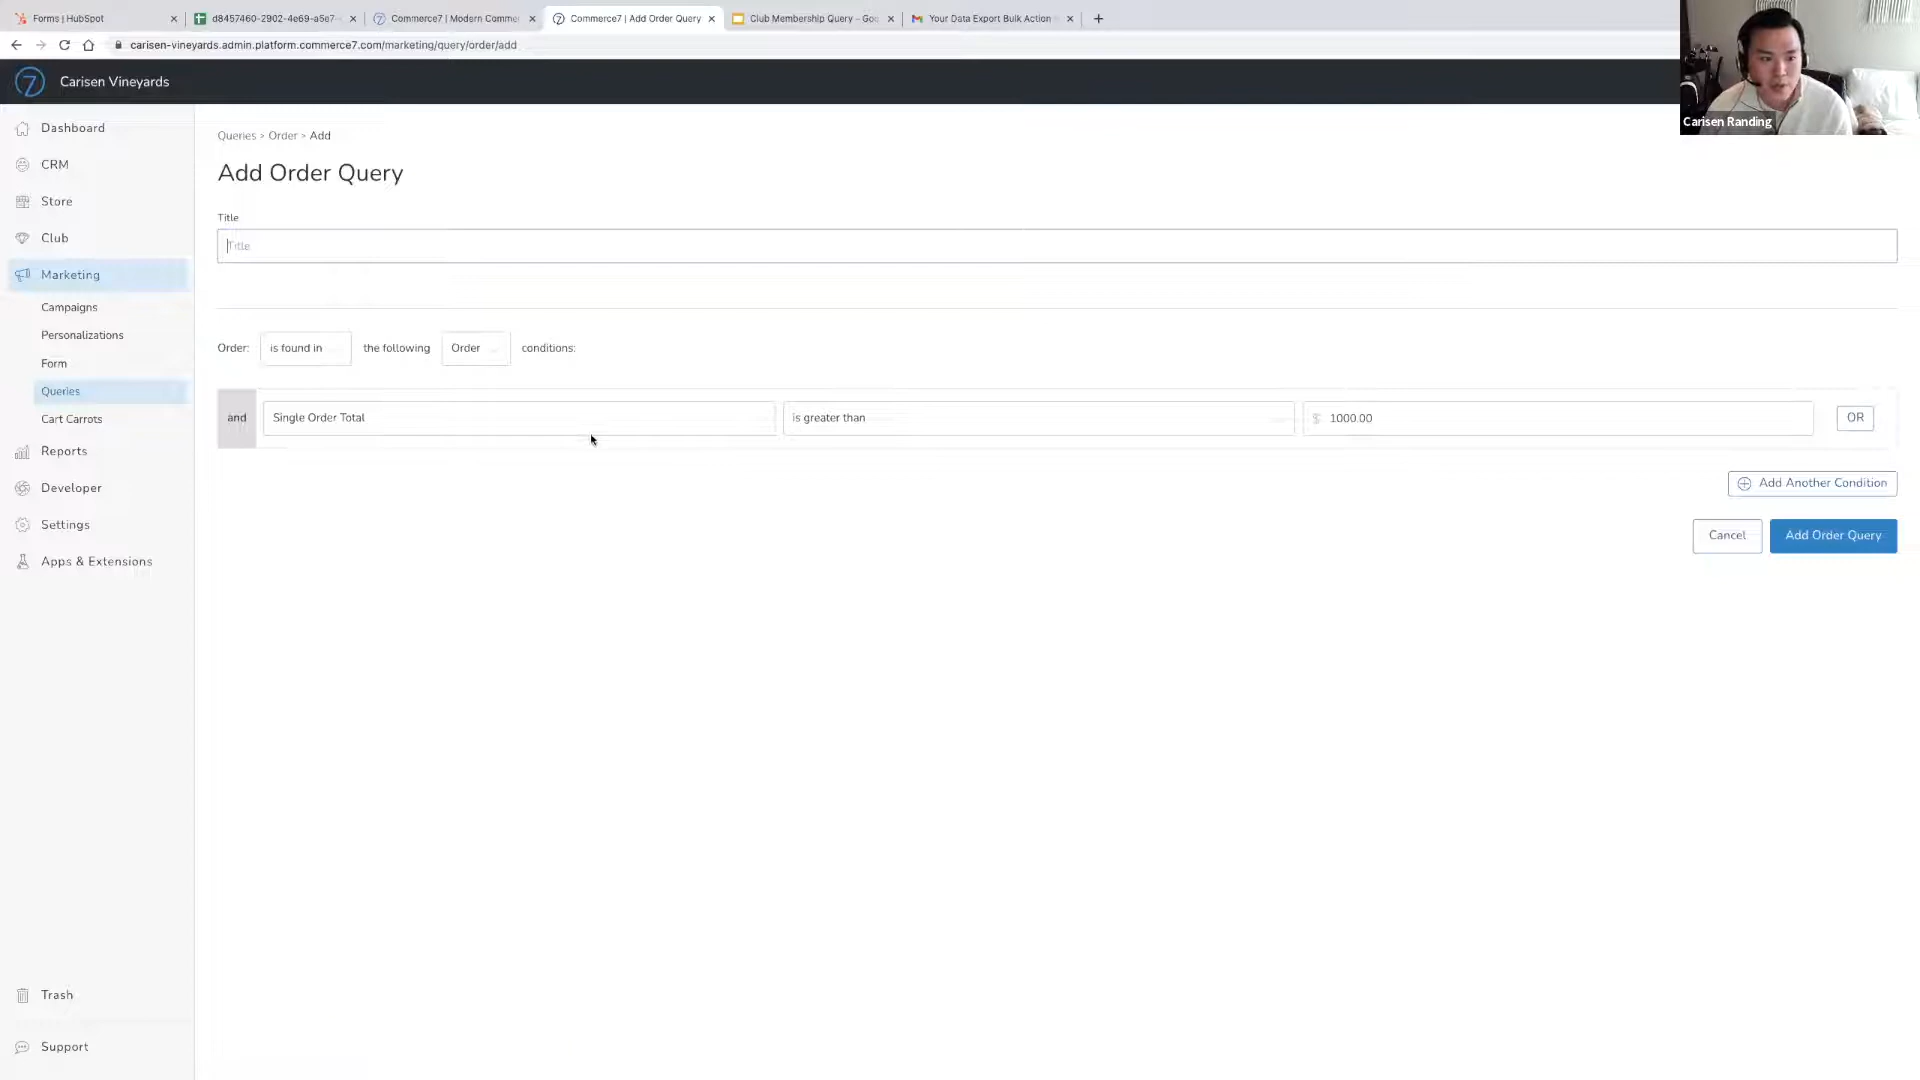 Forms | HubSpot
d8457460-2902-4e69-a5e7-
Commerce7 | Modern Comme
Commerce7 | Add Order Query
Club Membership Query - Goo
Your Data Export Bulk Action
carisen-vineyards.admin.platform.commerce7.com/marketing/query/order/add
7 Carisen Vineyards
Carisen Randing
Dashboard
CRM
Store
Club
Marketing
Campaigns
Personalizations
Form
Queries
Cart Carrots
Reports
Developer
Settings
Apps & Extensions
Trash
Support
Queries > Order > Add
Add Order Query
Title
Title
Order: is found in the following Order conditions:
and Single Order Total is greater than $ 1000.00 OR
Add Another Condition
Cancel Add Order Query